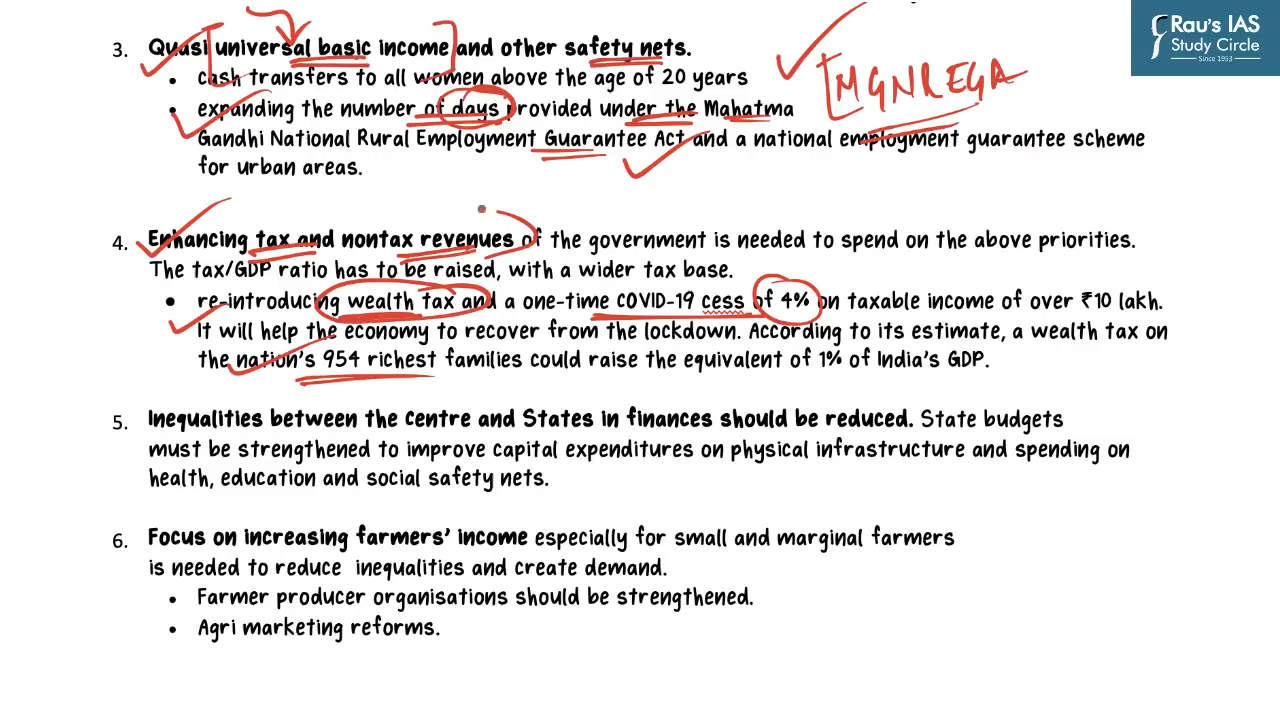 Rau's IAS
Study Circle
Since 1953
3. Quasi universal basic income and other safety nets.
• cash transfers to all women above the age of 20 years
MGNREGA
• expanding the number of days provided under the Mahatma
Gandhi National Rural Employment Guarantee Act and a national employment guarantee scheme
for urban areas.
4. Enhancing tax and nontax revenues of the government is needed to spend on the above priorities.
The tax/GDP ratio has to be raised, with a wider tax base.
• re-introducing wealth tax and a one-time COVID-19 cess of 4% on taxable income of over ₹10 lakh.
It will help the economy to recover from the lockdown. According to its estimate, a wealth tax on
the nation's 954 richest families could raise the equivalent of 1% of India's GDP.
5. Inequalities between the Centre and States in finances should be reduced. State budgets
must be strengthened to improve capital expenditures on physical infrastructure and spending on
health, education and social safety nets.
6. Focus on increasing farmers' income especially for small and marginal farmers
is needed to reduce inequalities and create demand.
• Farmer producer organisations should be strengthened.
• Agri marketing reforms.